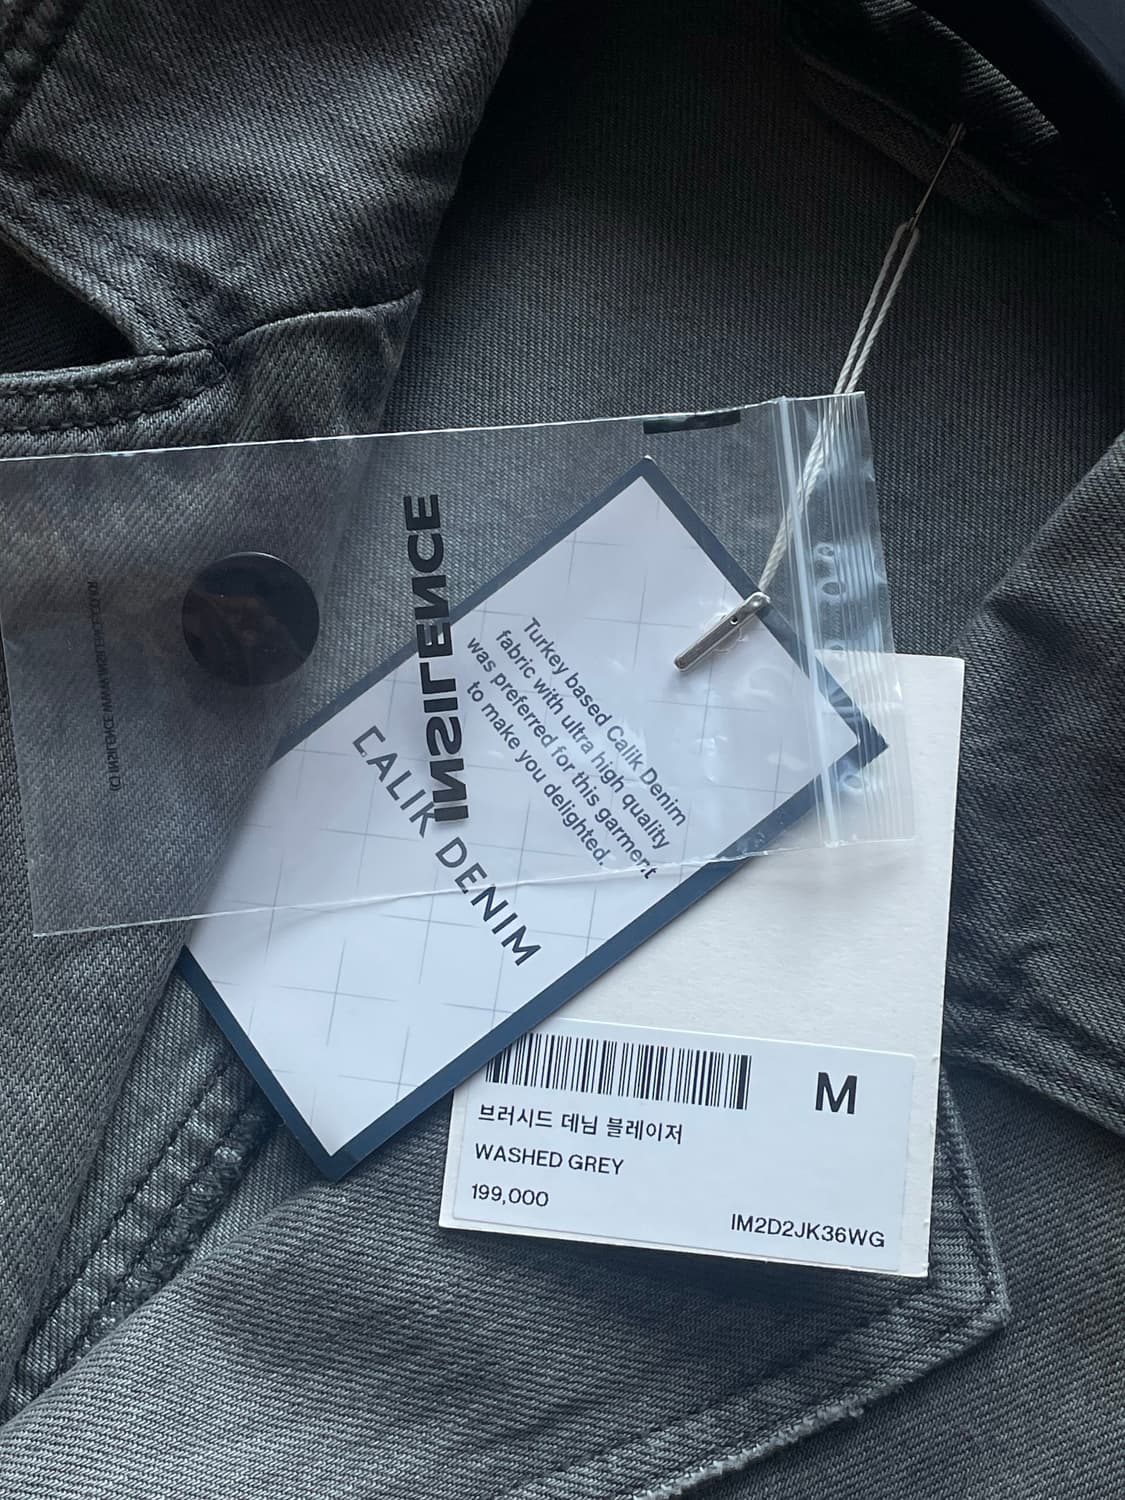 INSILENCE
Turkey based Calik Denim
fabric with ultra high quality
was preferred for this garment
to make you delighted.
CALIK DENIM
M
브러시드 데님 블레이저
WASHED GREY
199,000
IM2D2JK36WG